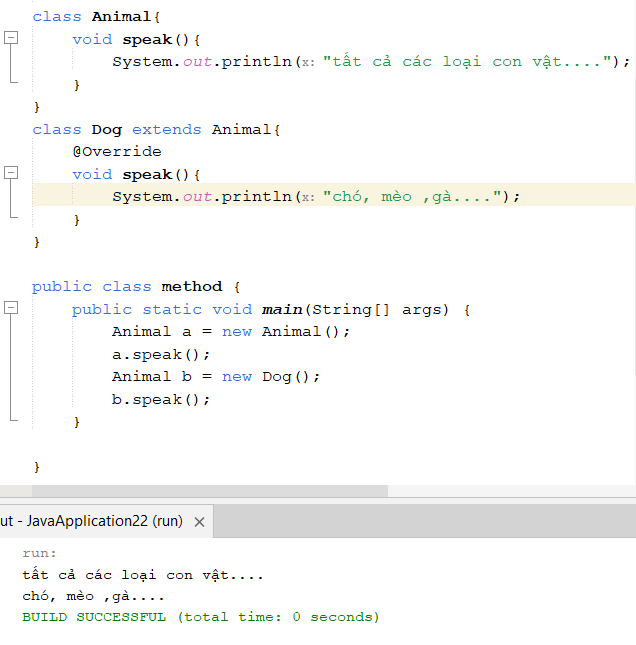 class Animal{
void speak(){
System.out.println(x: "tất cả các loại con vật....");
}
}
class Dog extends Animal{
@Override
void speak(){
System.out.println(x: "chó, mèo ,gà....");
}
}
public class method {
public static void main(String[] args) {
Animal a = new Animal();
a.speak();
Animal b = new Dog();
b.speak();
}
}
ut - JavaApplication22 (run) ×
run:
tất cả các loại con vật....
chó, mèo ,gà....
BUILD SUCCESSFUL (total time: 0 seconds)